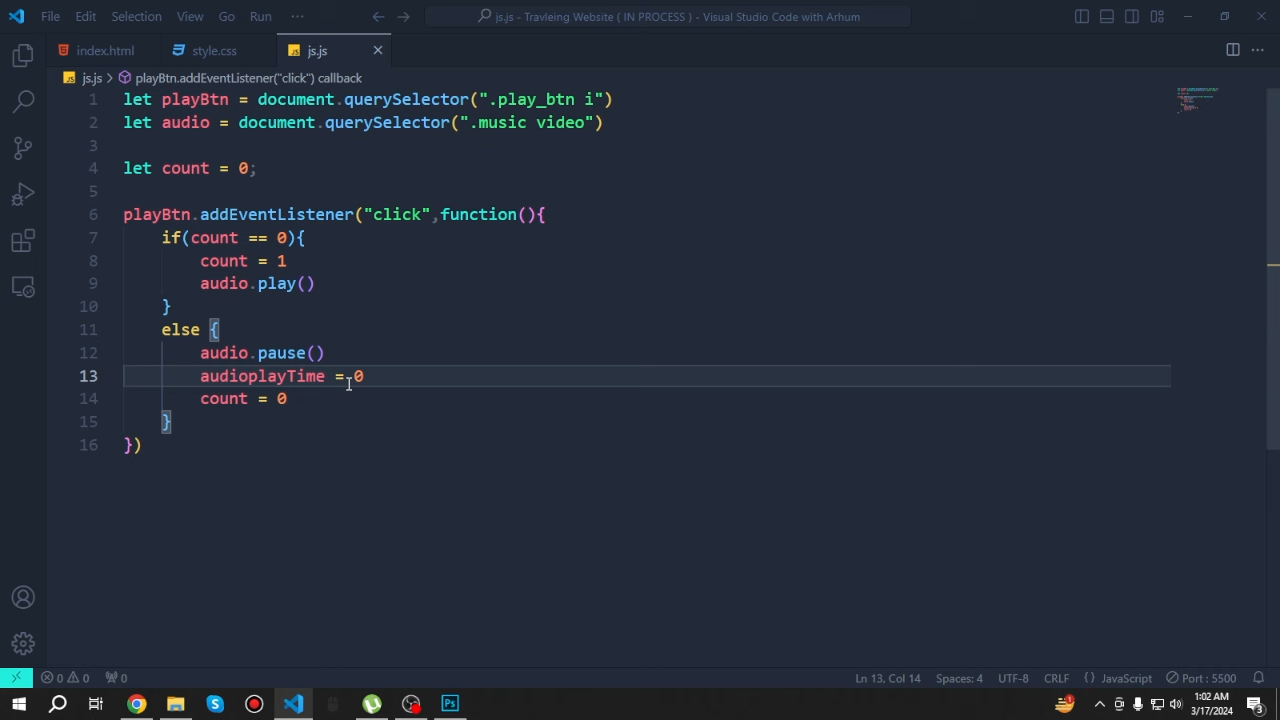 File Edit Selection View Go Run ··· js.js - Travleing Website ( IN PROCESS ) - Visual Studio Code with Arhum
index.html style.css js.js
js.js > playBtn.addEventListener("click") callback
1 let playBtn = document.querySelector(".play_btn i")
2 let audio = document.querySelector(".music video")
3
4 let count = 0;
5
6 playBtn.addEventListener("click",function(){
7 if(count == 0){
8 count = 1
9 audio.play()
10 }
11 else {
12 audio.pause()
13 audioplayTime = 0
14 count = 0
15 }
16 })
0 0 0 Ln 13, Col 14 Spaces: 4 UTF-8 CRLF {} JavaScript Port : 5500
Ps 1:02 AM
3/17/2024 3